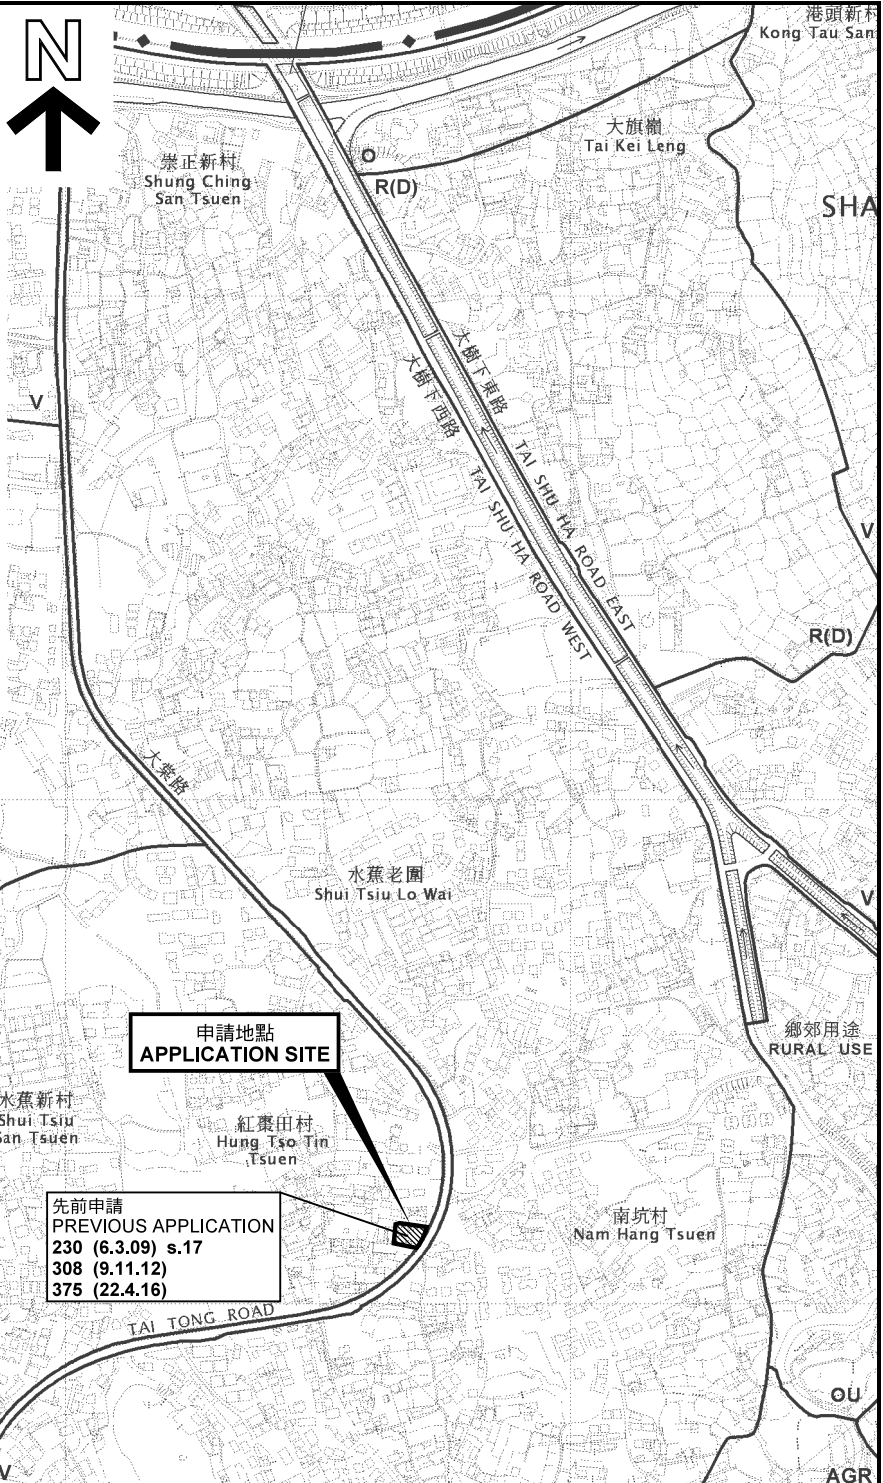 N
港頭新村
Kong Tau San
大旗嶺
Tai Kei Leng
崇正新村
Shung Ching
San Tsuen
O
R(D)
SHA
V
大樹下東路
大樹下西路
TAI SHU HA ROAD EAST
TAI SHU HA ROAD WEST
V
R(D)
大棠路
水蕉老圍
Shui Tsiu Lo Wai
V
申請地點
APPLICATION SITE
鄉郊用途
RURAL USE
水蕉新村
Shui Tsiu
San Tsuen
紅棗田村
Hung Tso Tin
Tsuen
先前申請
PREVIOUS APPLICATION
230 (6.3.09) s.17
308 (9.11.12)
375 (22.4.16)
南坑村
Nam Hang Tsuen
TAI TONG ROAD
OU
V
AGR